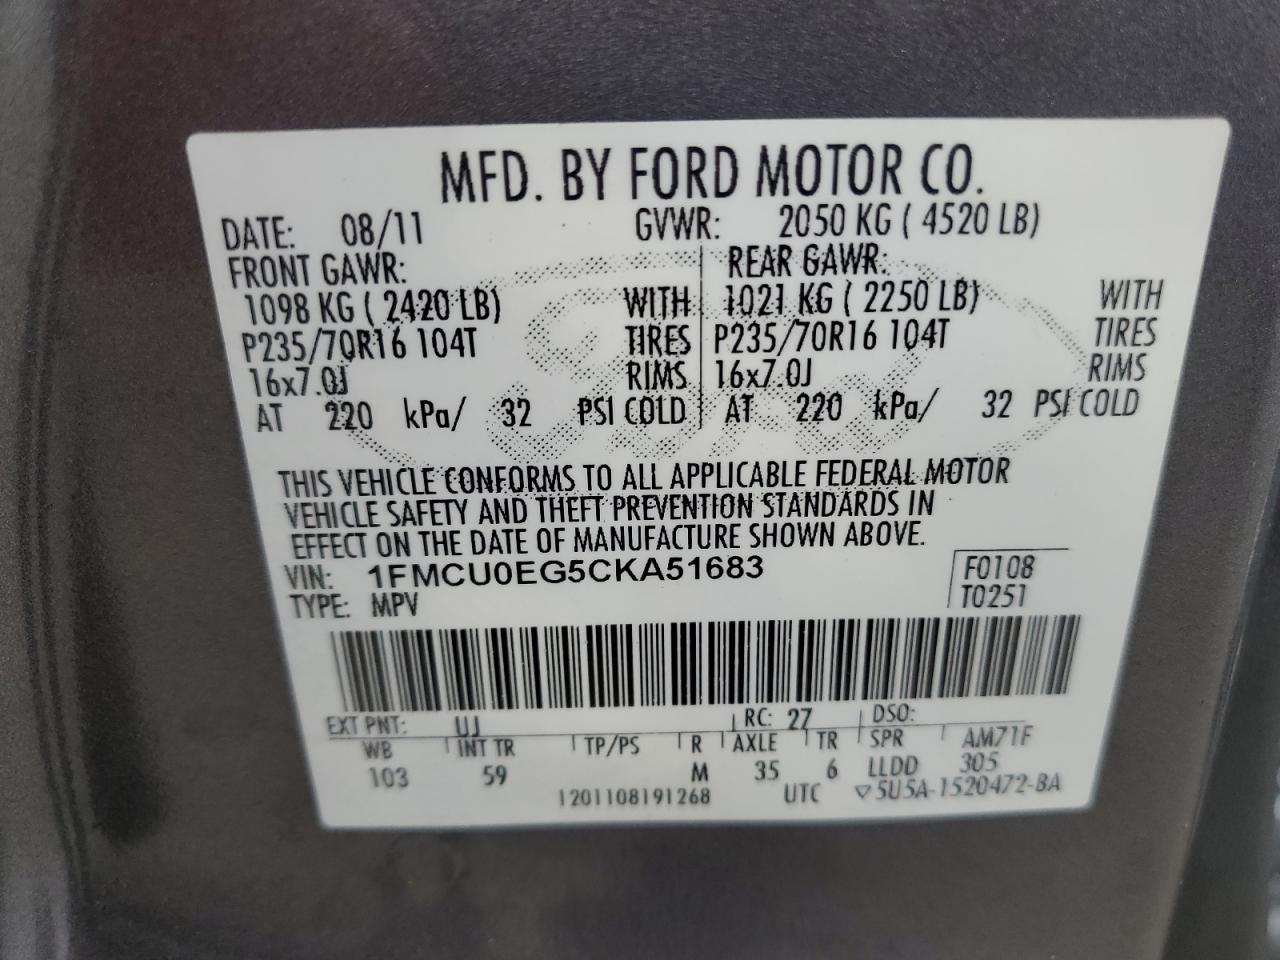 MFD. BY FORD MOTOR CO.
DATE: 08/11 GVWR: 2050 KG ( 4520 LB)
FRONT GAWR: REAR GAWR:
1098 KG ( 2420 LB) WITH 1021 KG ( 2250 LB) WITH
P235/70R16 104T TIRES P235/70R16 104T TIRES
16x7.0J RIMS 16x7.0J RIMS
AT 220 kPa/ 32 PSI COLD AT 220 kPa/ 32 PSI COLD
THIS VEHICLE CONFORMS TO ALL APPLICABLE FEDERAL MOTOR
VEHICLE SAFETY AND THEFT PREVENTION STANDARDS IN
EFFECT ON THE DATE OF MANUFACTURE SHOWN ABOVE.
VIN: 1FMCU0EG5CKA51683 F0108
TYPE: MPV T0251
EXT PNT: UJ RC: 27 DSO:
WB INT TR TP/PS R AXLE TR SPR AM71F
103 59 M 35 6 LLDD 305
1201108191268 UTC ▽5U5A-1520472-BA